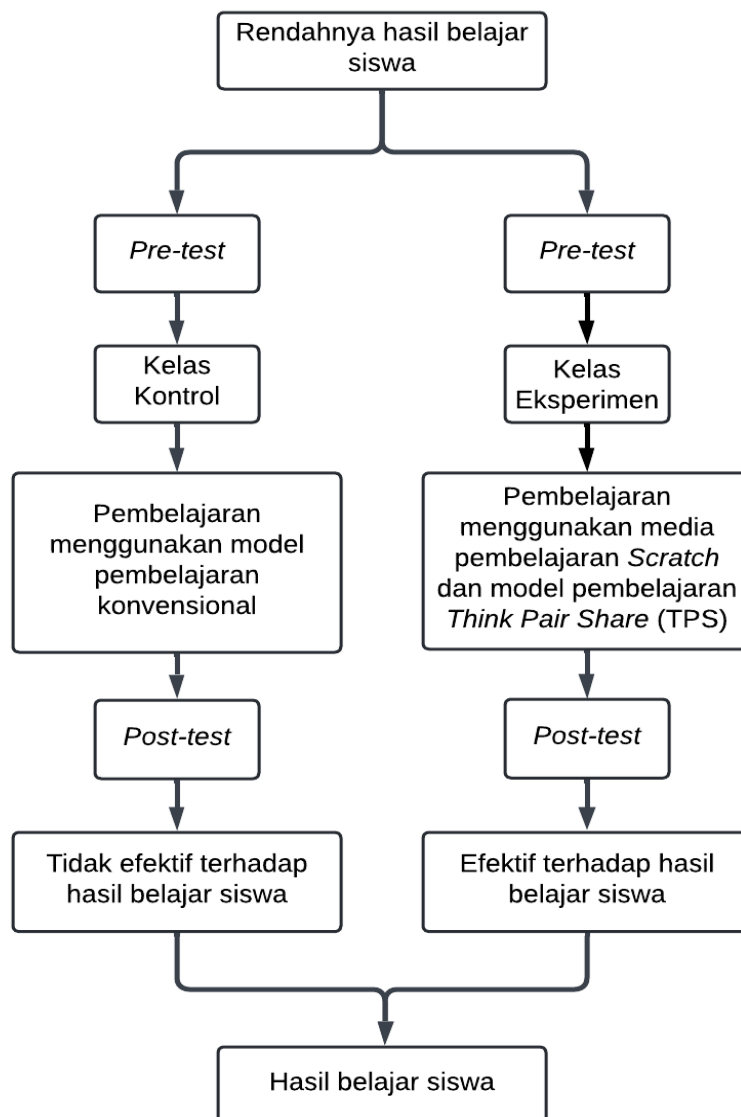 Rendahnya hasil belajar
siswa
Pre-test
Pre-test
Kelas
Kontrol
Kelas
Eksperimen
Pembelajaran
menggunakan model
pembelajaran
konvensional
Pembelajaran
menggunakan media
pembelajaran Scratch
dan model pembelajaran
Think Pair Share (TPS)
Post-test
Post-test
Tidak efektif terhadap
hasil belajar siswa
Efektif terhadap hasil
belajar siswa
Hasil belajar siswa